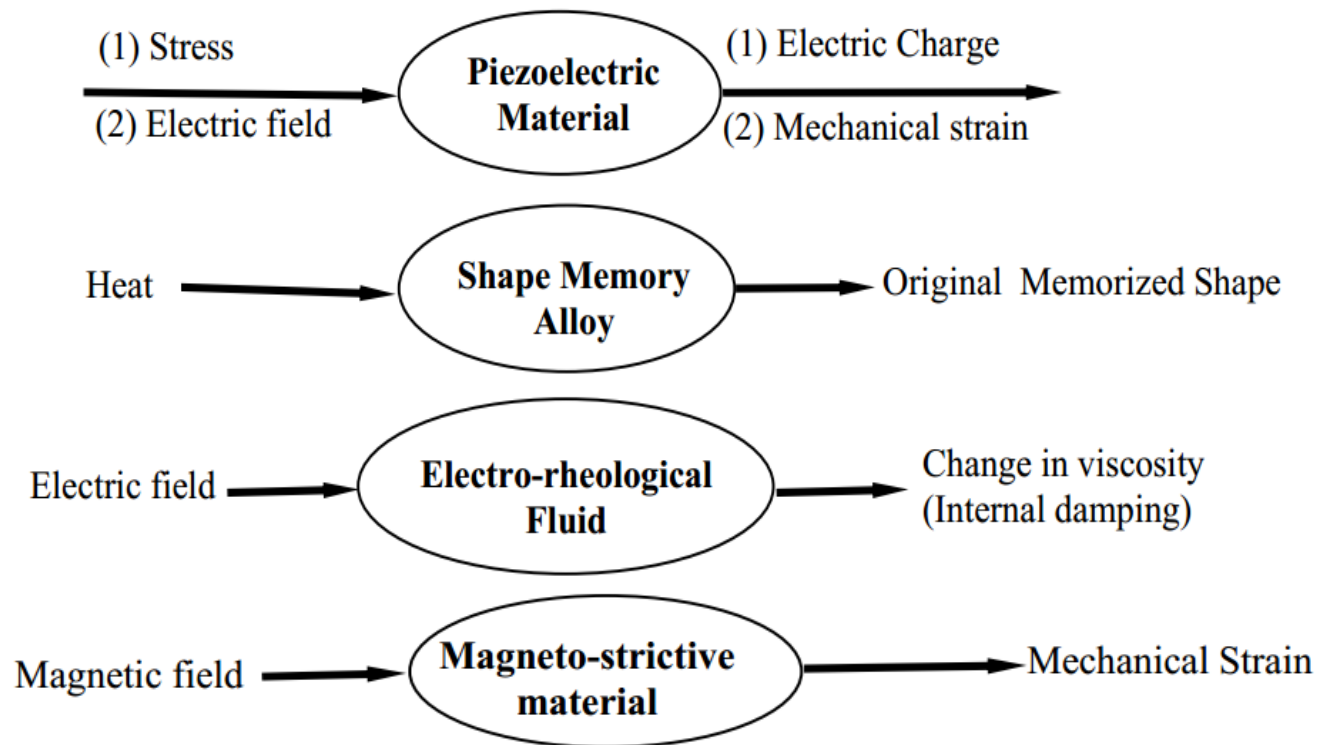 (1) Stress
(2) Electric field
Piezoelectric
Material
(1) Electric Charge
(2) Mechanical strain
Heat
Shape Memory
Alloy
Original Memorized Shape
Electric field
Electro-rheological
Fluid
Change in viscosity
(Internal damping)
Magnetic field
Magneto-strictive
material
Mechanical Strain